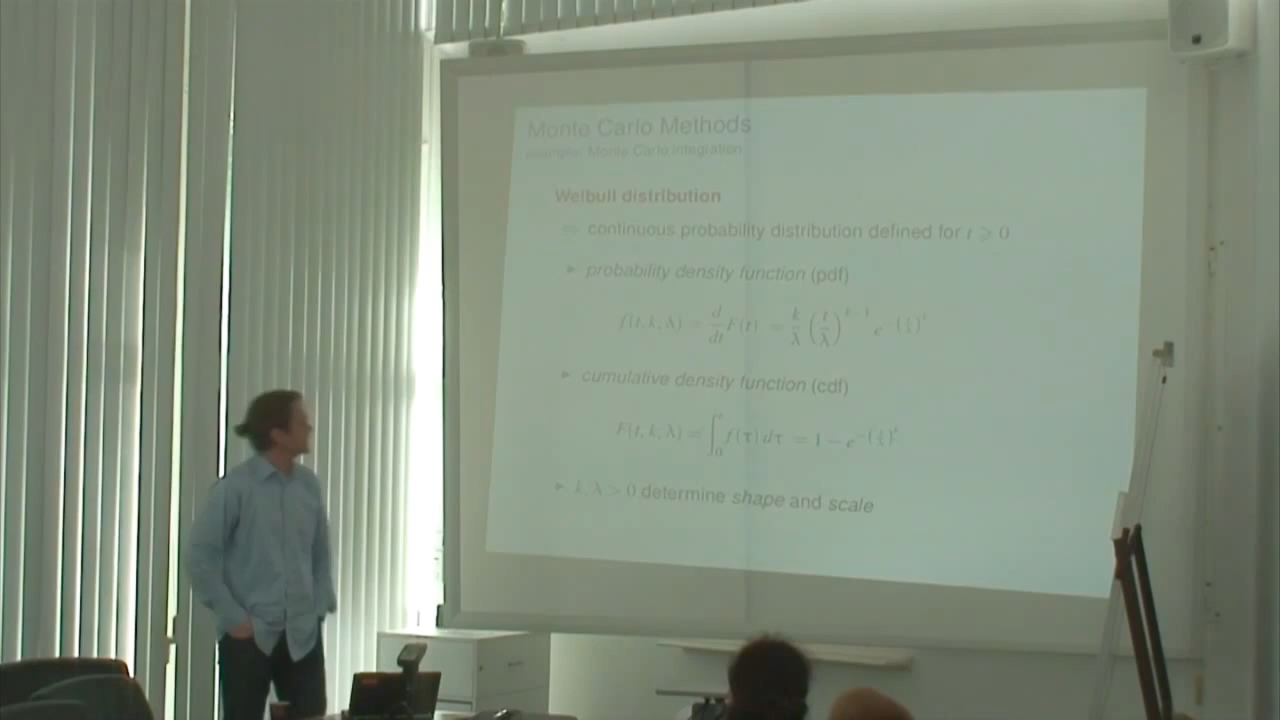 Monte Carlo Methods
example: Monte Carlo integration
Weibull distribution
⇔ continuous probability distribution defined for t ⩾ 0
► probability density function (pdf)
f(t, k, λ) = d/dt F(t) = k/λ (t/λ)^{k−1} e^{−(t/λ)^k}
► cumulative density function (cdf)
F(t, k, λ) = ∫_0^t f(τ) dτ = 1 − e^{−(t/λ)^k}
► k, λ > 0 determine shape and scale